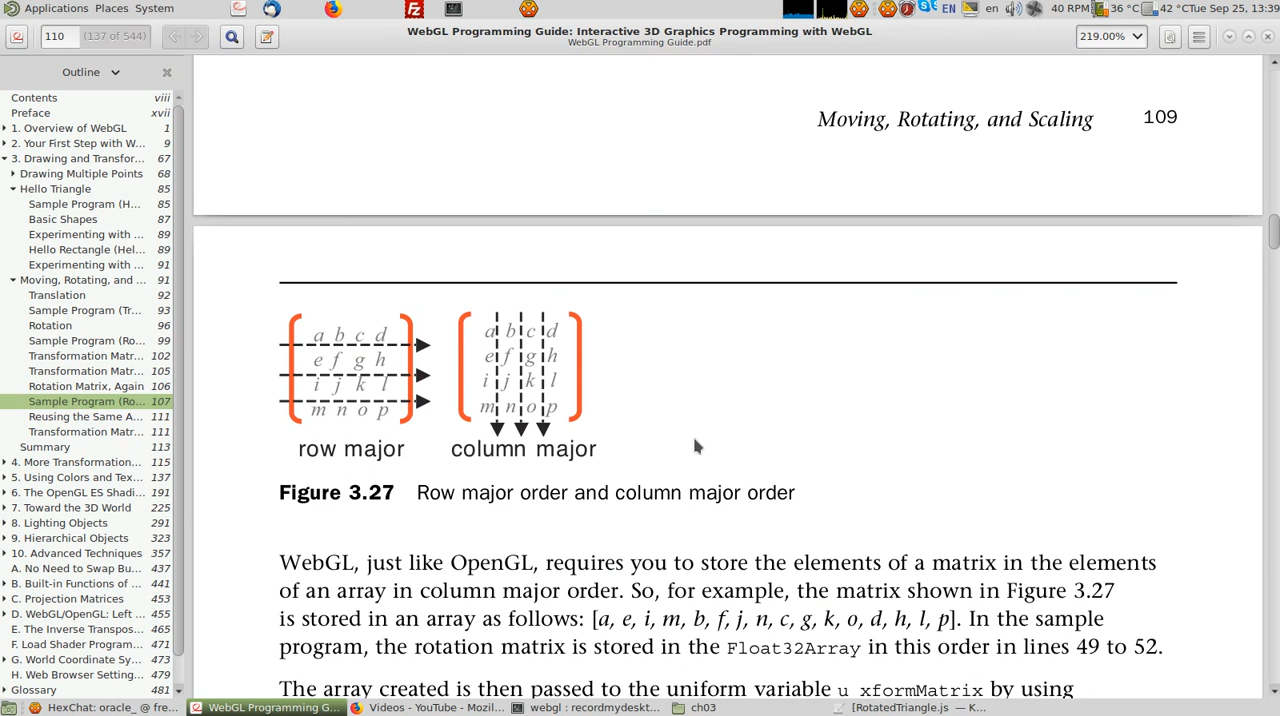 Applications Places System
EN
en
40 RPM
36 °C
42 °C
Tue Sep 25, 13:39
110 (137 of 544)
WebGL Programming Guide: Interactive 3D Graphics Programming with WebGL
WebGL Programming Guide.pdf
219.00%
Outline
Contents viii
Preface xvii
1. Overview of WebGL 1
2. Your First Step with W... 9
3. Drawing and Transfor... 67
Drawing Multiple Points 68
Hello Triangle 85
Sample Program (H... 85
Basic Shapes 87
Experimenting with ... 89
Hello Rectangle (Hel... 89
Experimenting with ... 91
Moving, Rotating, and ... 91
Translation 92
Sample Program (Tr... 93
Rotation 96
Sample Program (Ro... 99
Transformation Matr... 102
Transformation Matr... 105
Rotation Matrix, Again 106
Sample Program (Ro... 107
Reusing the Same A... 111
Transformation Matr... 111
Summary 113
4. More Transformation... 115
5. Using Colors and Tex... 137
6. The OpenGL ES Shadi... 191
7. Toward the 3D World 225
8. Lighting Objects 291
9. Hierarchical Objects 323
10. Advanced Techniques 357
A. No Need to Swap Bu... 437
B. Built-in Functions of ... 441
C. Projection Matrices 453
D. WebGL/OpenGL: Left ... 455
E. The Inverse Transpos... 465
F. Load Shader Program... 471
G. World Coordinate Sy... 473
H. Web Browser Setting... 479
Glossary 481
Moving, Rotating, and Scaling 109
a b c d
e f g h
i j k l
m n o p
row major
a b c d
e f g h
i j k l
m n o p
column major
Figure 3.27 Row major order and column major order
WebGL, just like OpenGL, requires you to store the elements of a matrix in the elements
of an array in column major order. So, for example, the matrix shown in Figure 3.27
is stored in an array as follows: [a, e, i, m, b, f, j, n, c, g, k, o, d, h, l, p]. In the sample
program, the rotation matrix is stored in the Float32Array in this order in lines 49 to 52.
The array created is then passed to the uniform variable u_xformMatrix by using
HexChat: oracle_ @ fre...
WebGL Programming G...
Videos - YouTube - Mozil...
webgl : recordmydeskt...
ch03
[RotatedTriangle.js — K...